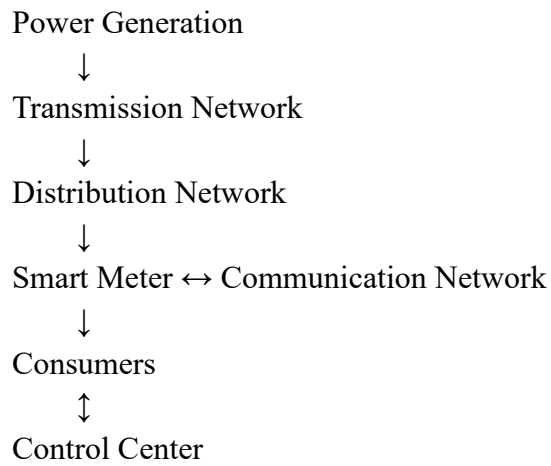 Power Generation
↓
Transmission Network
↓
Distribution Network
↓
Smart Meter ↔ Communication Network
↓
Consumers
↕
Control Center